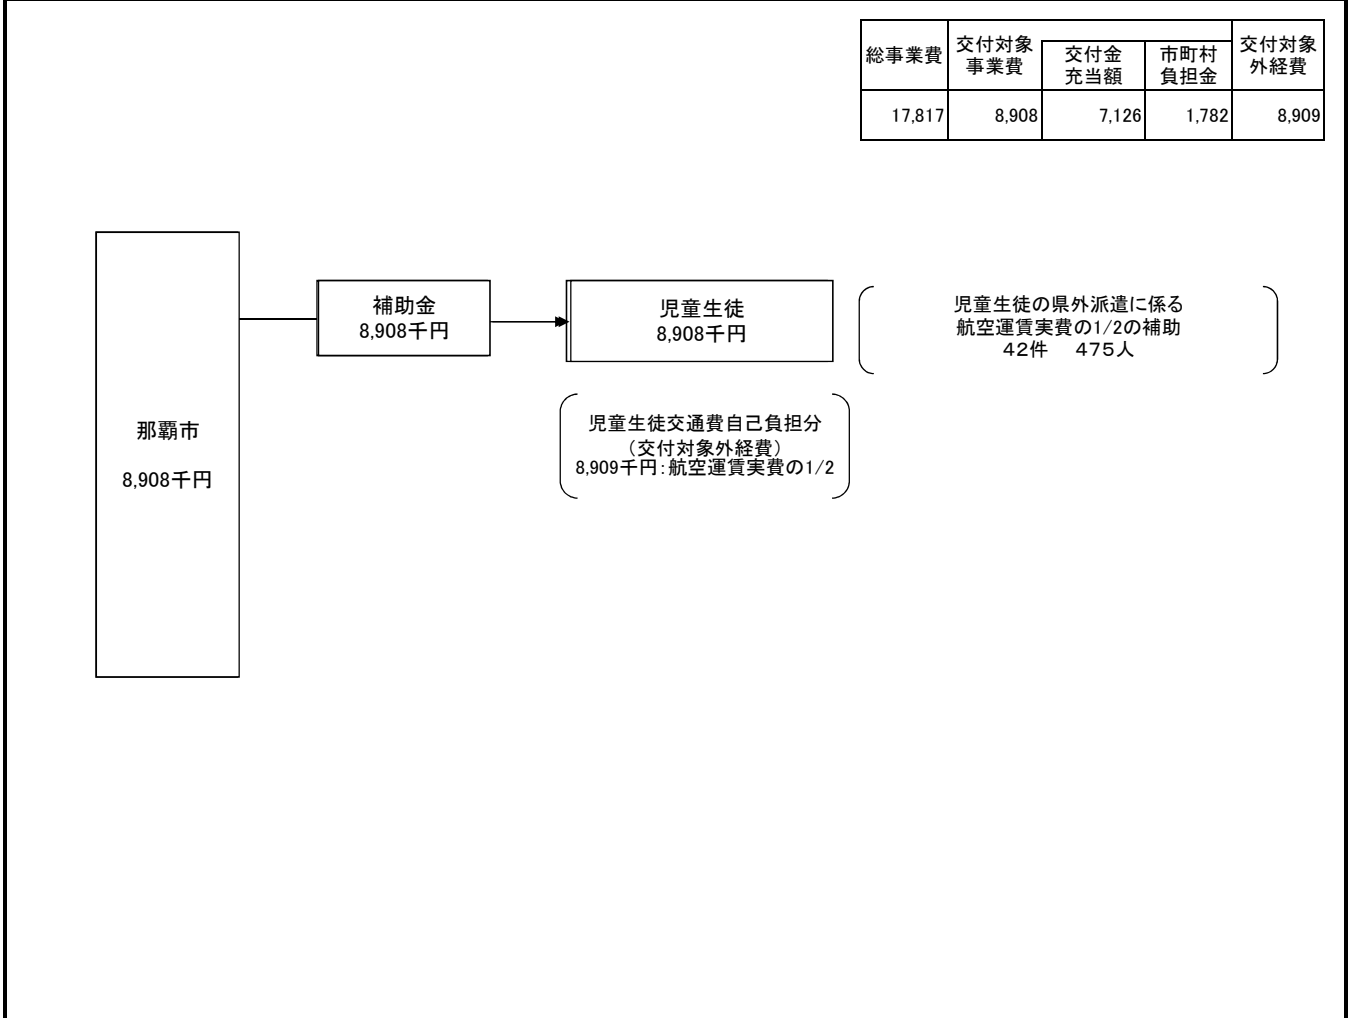 総事業費
交付対象
事業費
交付金
充当額
市町村
負担金
交付対象
外経費
17,817
8,908
7,126
1,782
8,909
那覇市
8,908千円
補助金
8,908千円
児童生徒
8,908千円
児童生徒の県外派遣に係る
航空運賃実費の1/2の補助
42件　475人
児童生徒交通費自己負担分
（交付対象外経費）
8,909千円：航空運賃実費の1/2